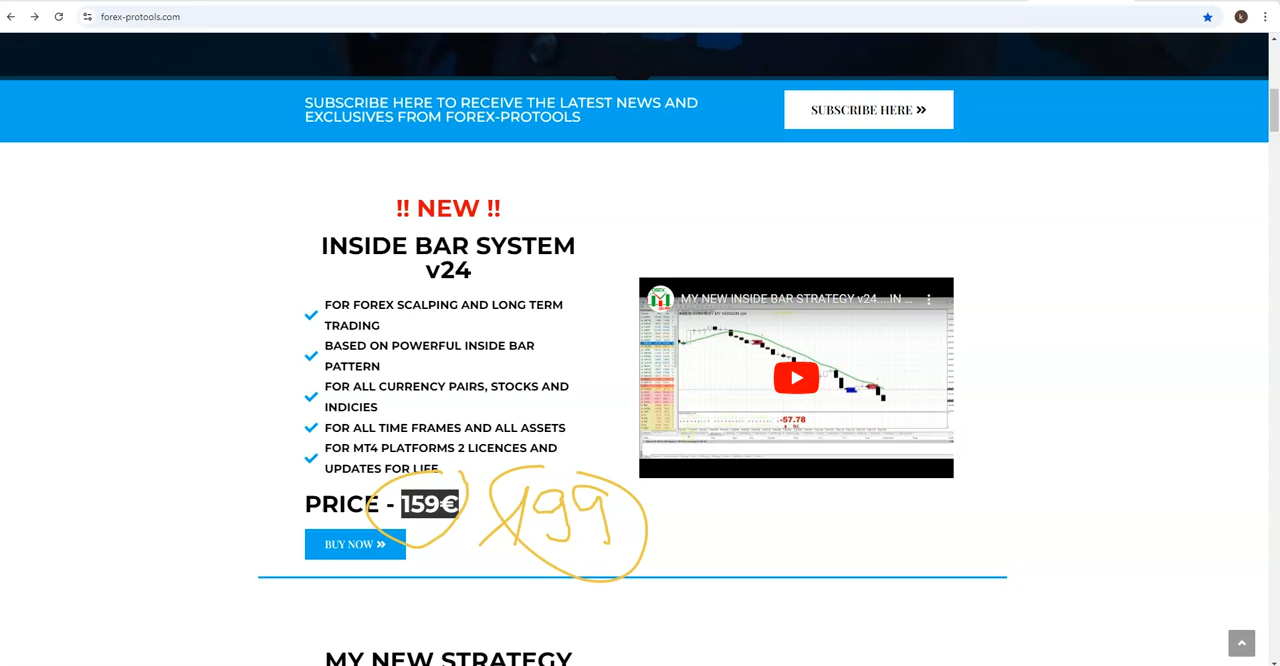 forex-protools.com
k
SUBSCRIBE HERE TO RECEIVE THE LATEST NEWS AND
EXCLUSIVES FROM FOREX-PROTOOLS
SUBSCRIBE HERE »
!! NEW !!
INSIDE BAR SYSTEM
v24
FOR FOREX SCALPING AND LONG TERM
TRADING
BASED ON POWERFUL INSIDE BAR
PATTERN
FOR ALL CURRENCY PAIRS, STOCKS AND
INDICIES
FOR ALL TIME FRAMES AND ALL ASSETS
FOR MT4 PLATFORMS 2 LICENCES AND
UPDATES FOR LIFE
PRICE - 159€
199
BUY NOW »
MY NEW INSIDE BAR STRATEGY v24....IN ...
-57.78
MY NEW STRATEGY